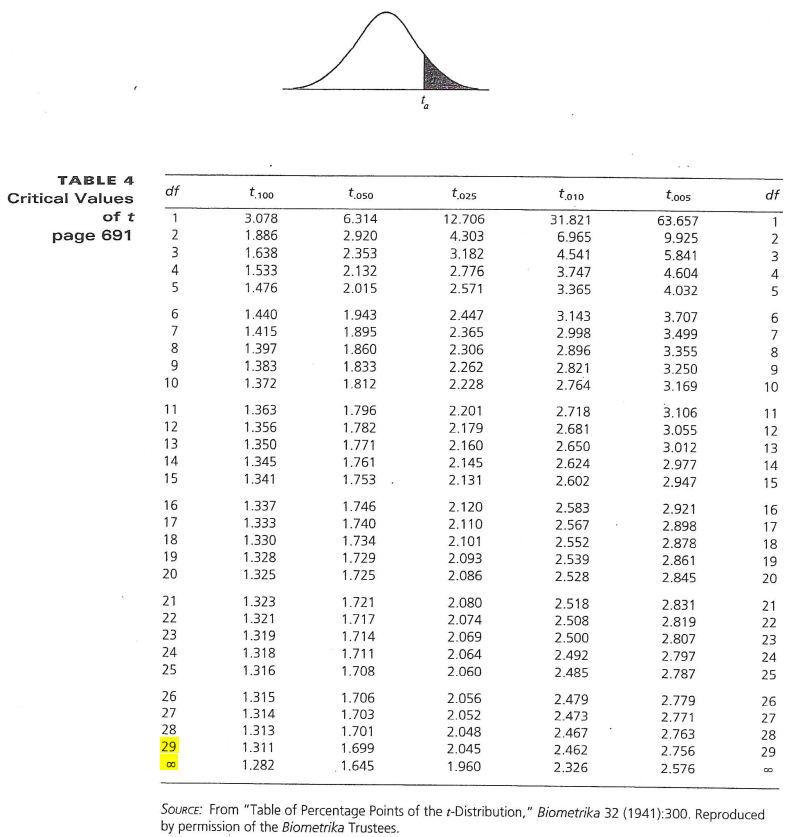 tₐ
TABLE 4
Critical Values
of t
page 691
df t.100 t.050 t.025 t.010 t.005 df
1 3.078 6.314 12.706 31.821 63.657 1
2 1.886 2.920 4.303 6.965 9.925 2
3 1.638 2.353 3.182 4.541 5.841 3
4 1.533 2.132 2.776 3.747 4.604 4
5 1.476 2.015 2.571 3.365 4.032 5
6 1.440 1.943 2.447 3.143 3.707 6
7 1.415 1.895 2.365 2.998 3.499 7
8 1.397 1.860 2.306 2.896 3.355 8
9 1.383 1.833 2.262 2.821 3.250 9
10 1.372 1.812 2.228 2.764 3.169 10
11 1.363 1.796 2.201 2.718 3.106 11
12 1.356 1.782 2.179 2.681 3.055 12
13 1.350 1.771 2.160 2.650 3.012 13
14 1.345 1.761 2.145 2.624 2.977 14
15 1.341 1.753 2.131 2.602 2.947 15
16 1.337 1.746 2.120 2.583 2.921 16
17 1.333 1.740 2.110 2.567 2.898 17
18 1.330 1.734 2.101 2.552 2.878 18
19 1.328 1.729 2.093 2.539 2.861 19
20 1.325 1.725 2.086 2.528 2.845 20
21 1.323 1.721 2.080 2.518 2.831 21
22 1.321 1.717 2.074 2.508 2.819 22
23 1.319 1.714 2.069 2.500 2.807 23
24 1.318 1.711 2.064 2.492 2.797 24
25 1.316 1.708 2.060 2.485 2.787 25
26 1.315 1.706 2.056 2.479 2.779 26
27 1.314 1.703 2.052 2.473 2.771 27
28 1.313 1.701 2.048 2.467 2.763 28
29 1.311 1.699 2.045 2.462 2.756 29
∞ 1.282 1.645 1.960 2.326 2.576 ∞
SOURCE: From "Table of Percentage Points of the t-Distribution," Biometrika 32 (1941):300. Reproduced
by permission of the Biometrika Trustees.